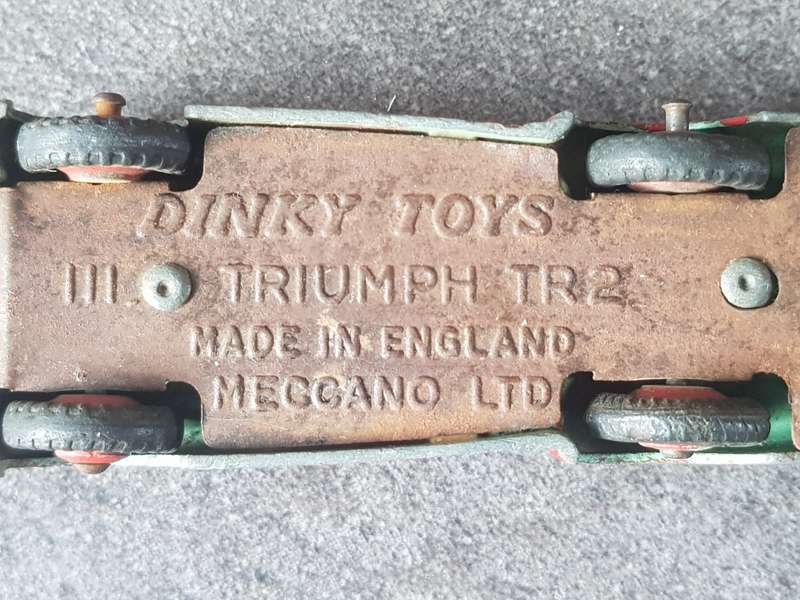 DINKY TOYS
111 TRIUMPH TR2
MADE IN ENGLAND
MECCANO LTD